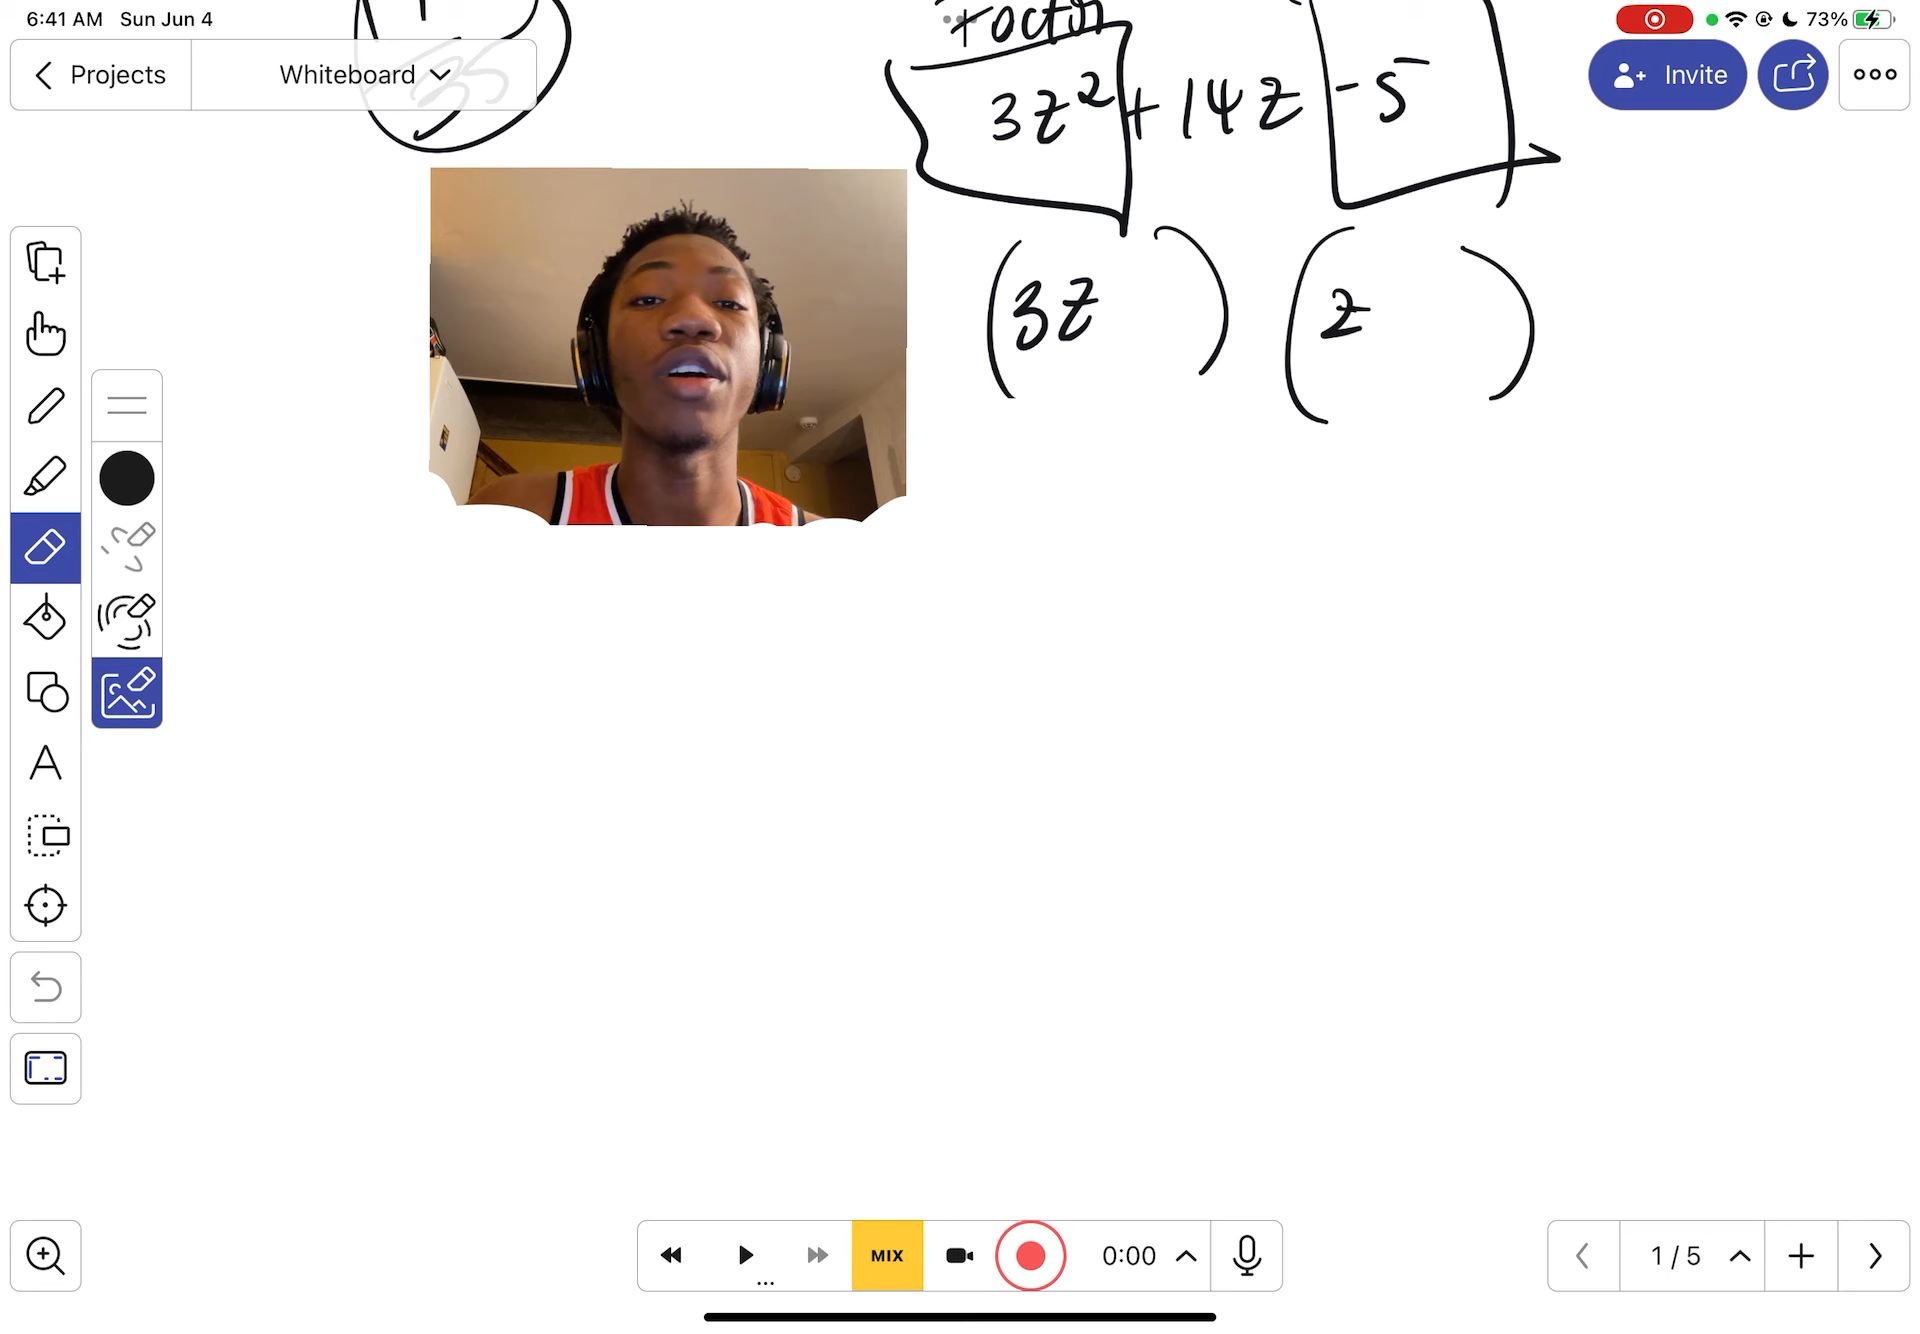 6:41 AM Sun Jun 4
73%
Projects
Whiteboard
Invite
35
Factor
3z² + 14z - 5
(3z ) (z )
A
MIX
0:00
1 / 5